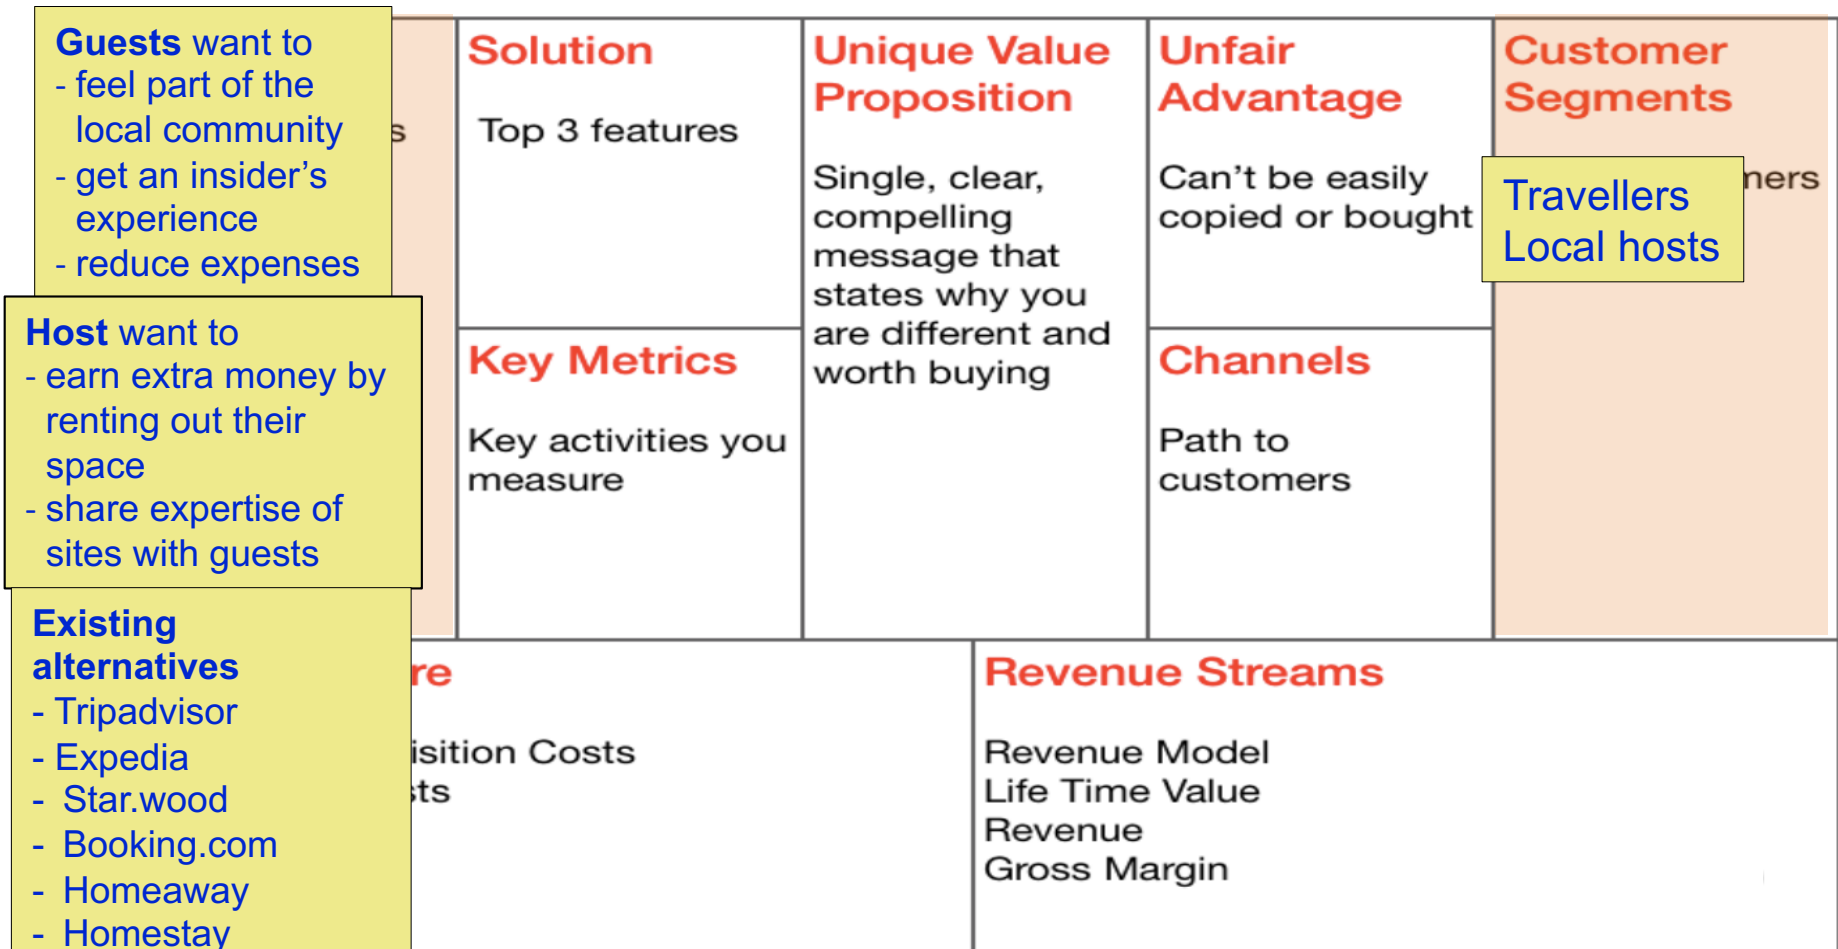 Guests want to
- feel part of the
local community
- get an insider’s
experience
- reduce expenses
s
Host want to
- earn extra money by
renting out their
space
- share expertise of
sites with guests
Existing
alternatives
- Tripadvisor
- Expedia
- Star.wood
- Booking.com
- Homeaway
- Homestay
Solution
Top 3 features
Key Metrics
Key activities you
measure
Unique Value
Proposition
Single, clear,
compelling
message that
states why you
are different and
worth buying
Unfair
Advantage
Can’t be easily
copied or bought
Channels
Path to
customers
Customer
Segments
mers
Travellers
Local hosts
re
isition Costs
sts
Revenue Streams
Revenue Model
Life Time Value
Revenue
Gross Margin